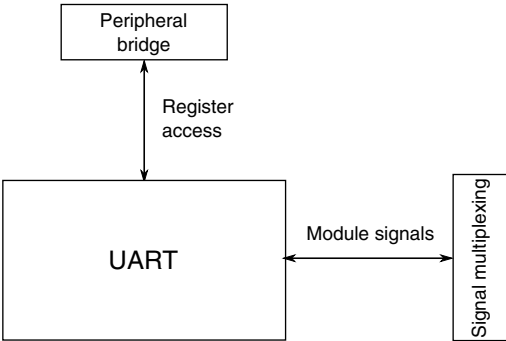 Peripheral
bridge
Register
access
UART
Module signals
Signal multiplexing